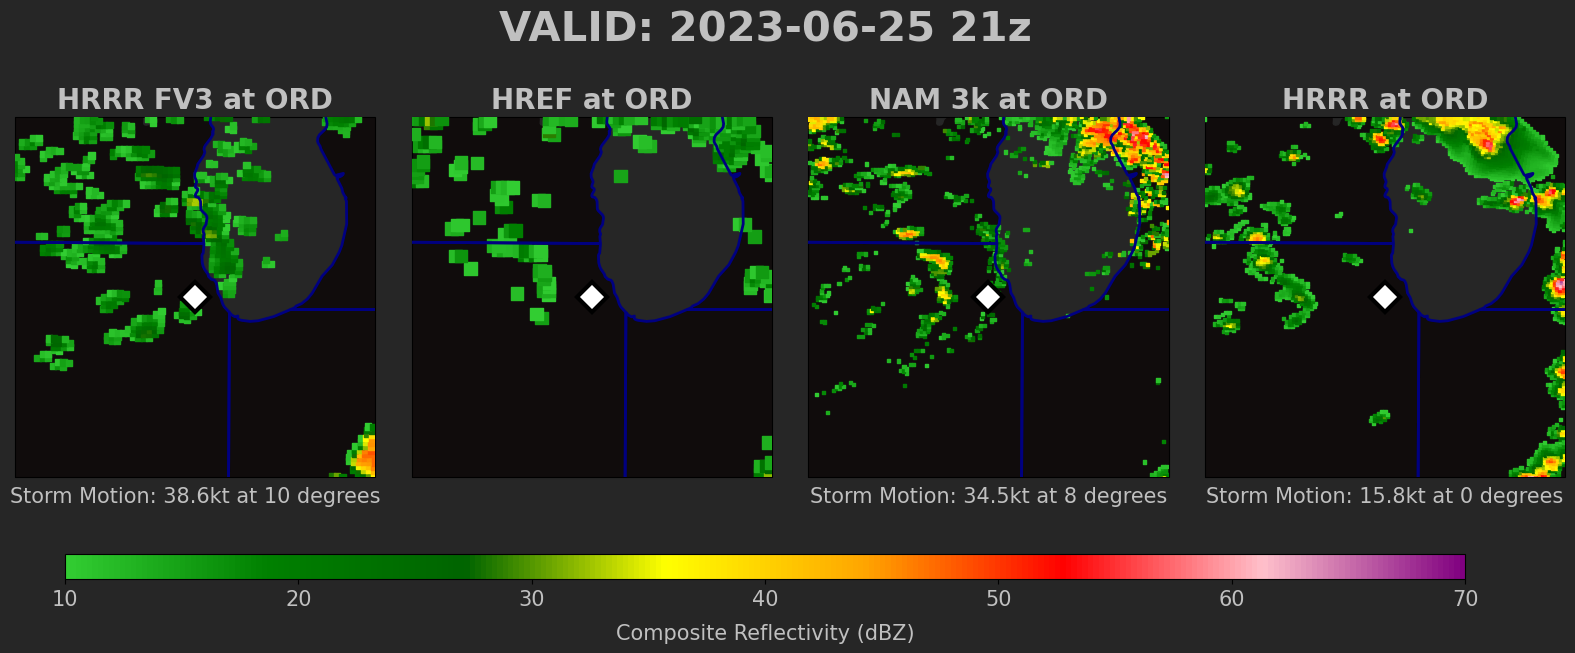 VALID: 2023-06-25 21z
HRRR FV3 at ORD
HREF at ORD
NAM 3k at ORD
HRRR at ORD
Storm Motion: 38.6kt at 10 degrees
Storm Motion: 34.5kt at 8 degrees
Storm Motion: 15.8kt at 0 degrees
10 20 30 40 50 60 70
Composite Reflectivity (dBZ)